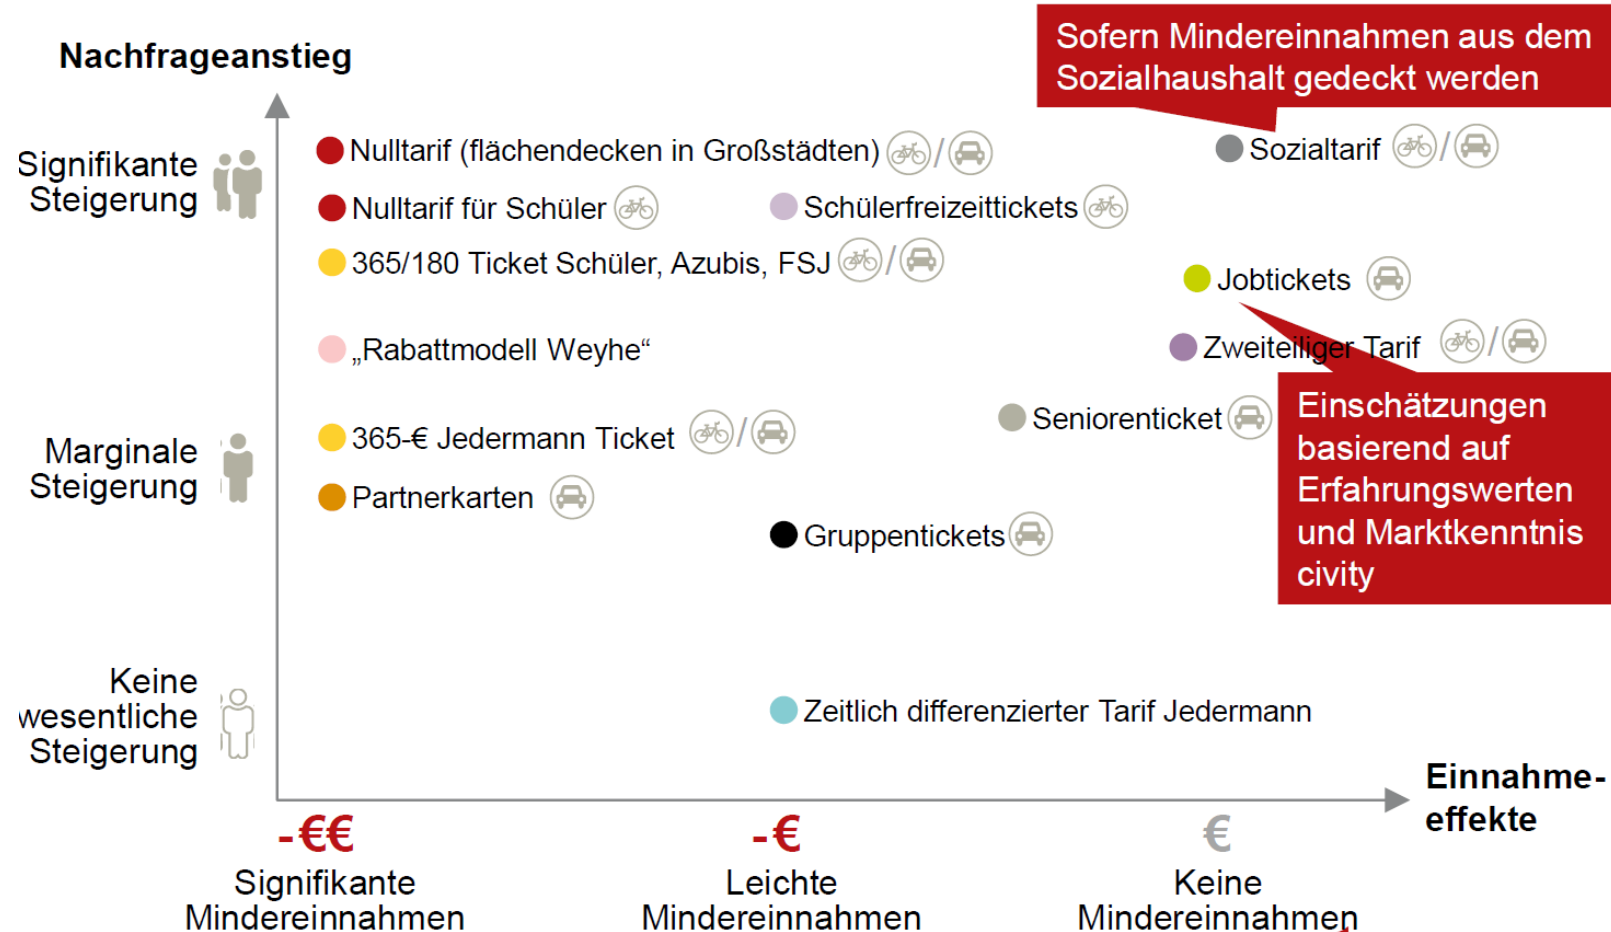 Nachfrageanstieg
Sofern Mindereinnahmen aus dem
Sozialhaushalt gedeckt werden
Signifikante
Steigerung
Nulltarif (flächendecken in Großstädten)
/
Sozialtarif
/
Nulltarif für Schüler
Schülerfreizeittickets
365/180 Ticket Schüler, Azubis, FSJ
/
Jobtickets
„Rabattmodell Weyhe“
Zweiteiliger Tarif
/
Marginale
Steigerung
365-€ Jedermann Ticket
/
Seniorenticket
Einschätzungen
basierend auf
Erfahrungswerten
und Marktkenntnis
civity
Partnerkarten
Gruppentickets
Keine
wesentliche
Steigerung
Zeitlich differenzierter Tarif Jedermann
Einnahme-
effekte
-€€
Signifikante
Mindereinnahmen
-€
Leichte
Mindereinnahmen
€
Keine
Mindereinnahmen